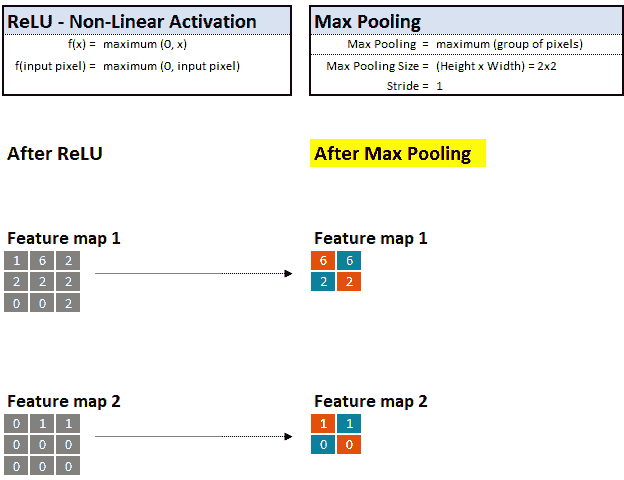 ReLU - Non-Linear Activation
f(x) = maximum (0, x)
f(input pixel) = maximum (0, input pixel)
Max Pooling
Max Pooling = maximum (group of pixels)
Max Pooling Size = (Height x Width) = 2x2
Stride = 1
After ReLU
After Max Pooling
Feature map 1
1 6 2
2 2 2
0 0 2
Feature map 1
6 6
2 2
Feature map 2
0 1 1
0 0 0
0 0 0
Feature map 2
1 1
0 0